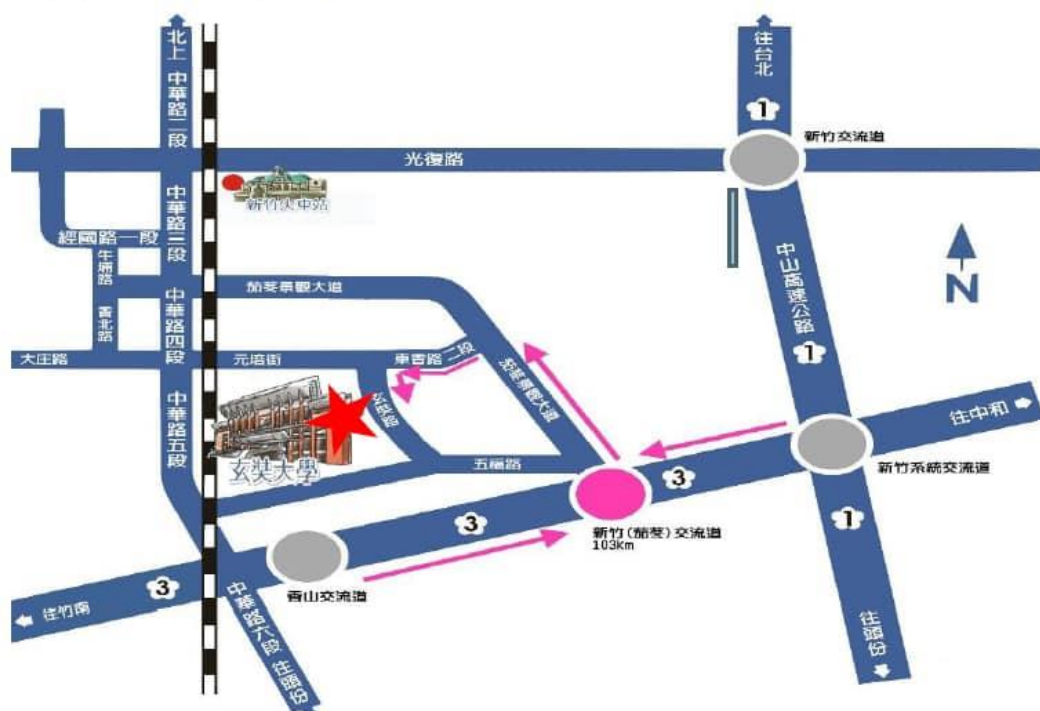 北上
中華路二段
往台北
1
新竹交流道
光復路
新竹火車站
中華路三段
經國路一段
牛埔路
茄苳景觀大道
中山高速公路
N
香北路
中華路四段
大庄路
元培街
東香路二段
茄苳景觀大道
1
中華路五段
玄奘路
往中和
玄奘大學
五福路
新竹系統交流道
3
3
1
新竹(茄苳)交流道
103km
3
香山交流道
往竹南
中華路六段 往頭份
往頭份